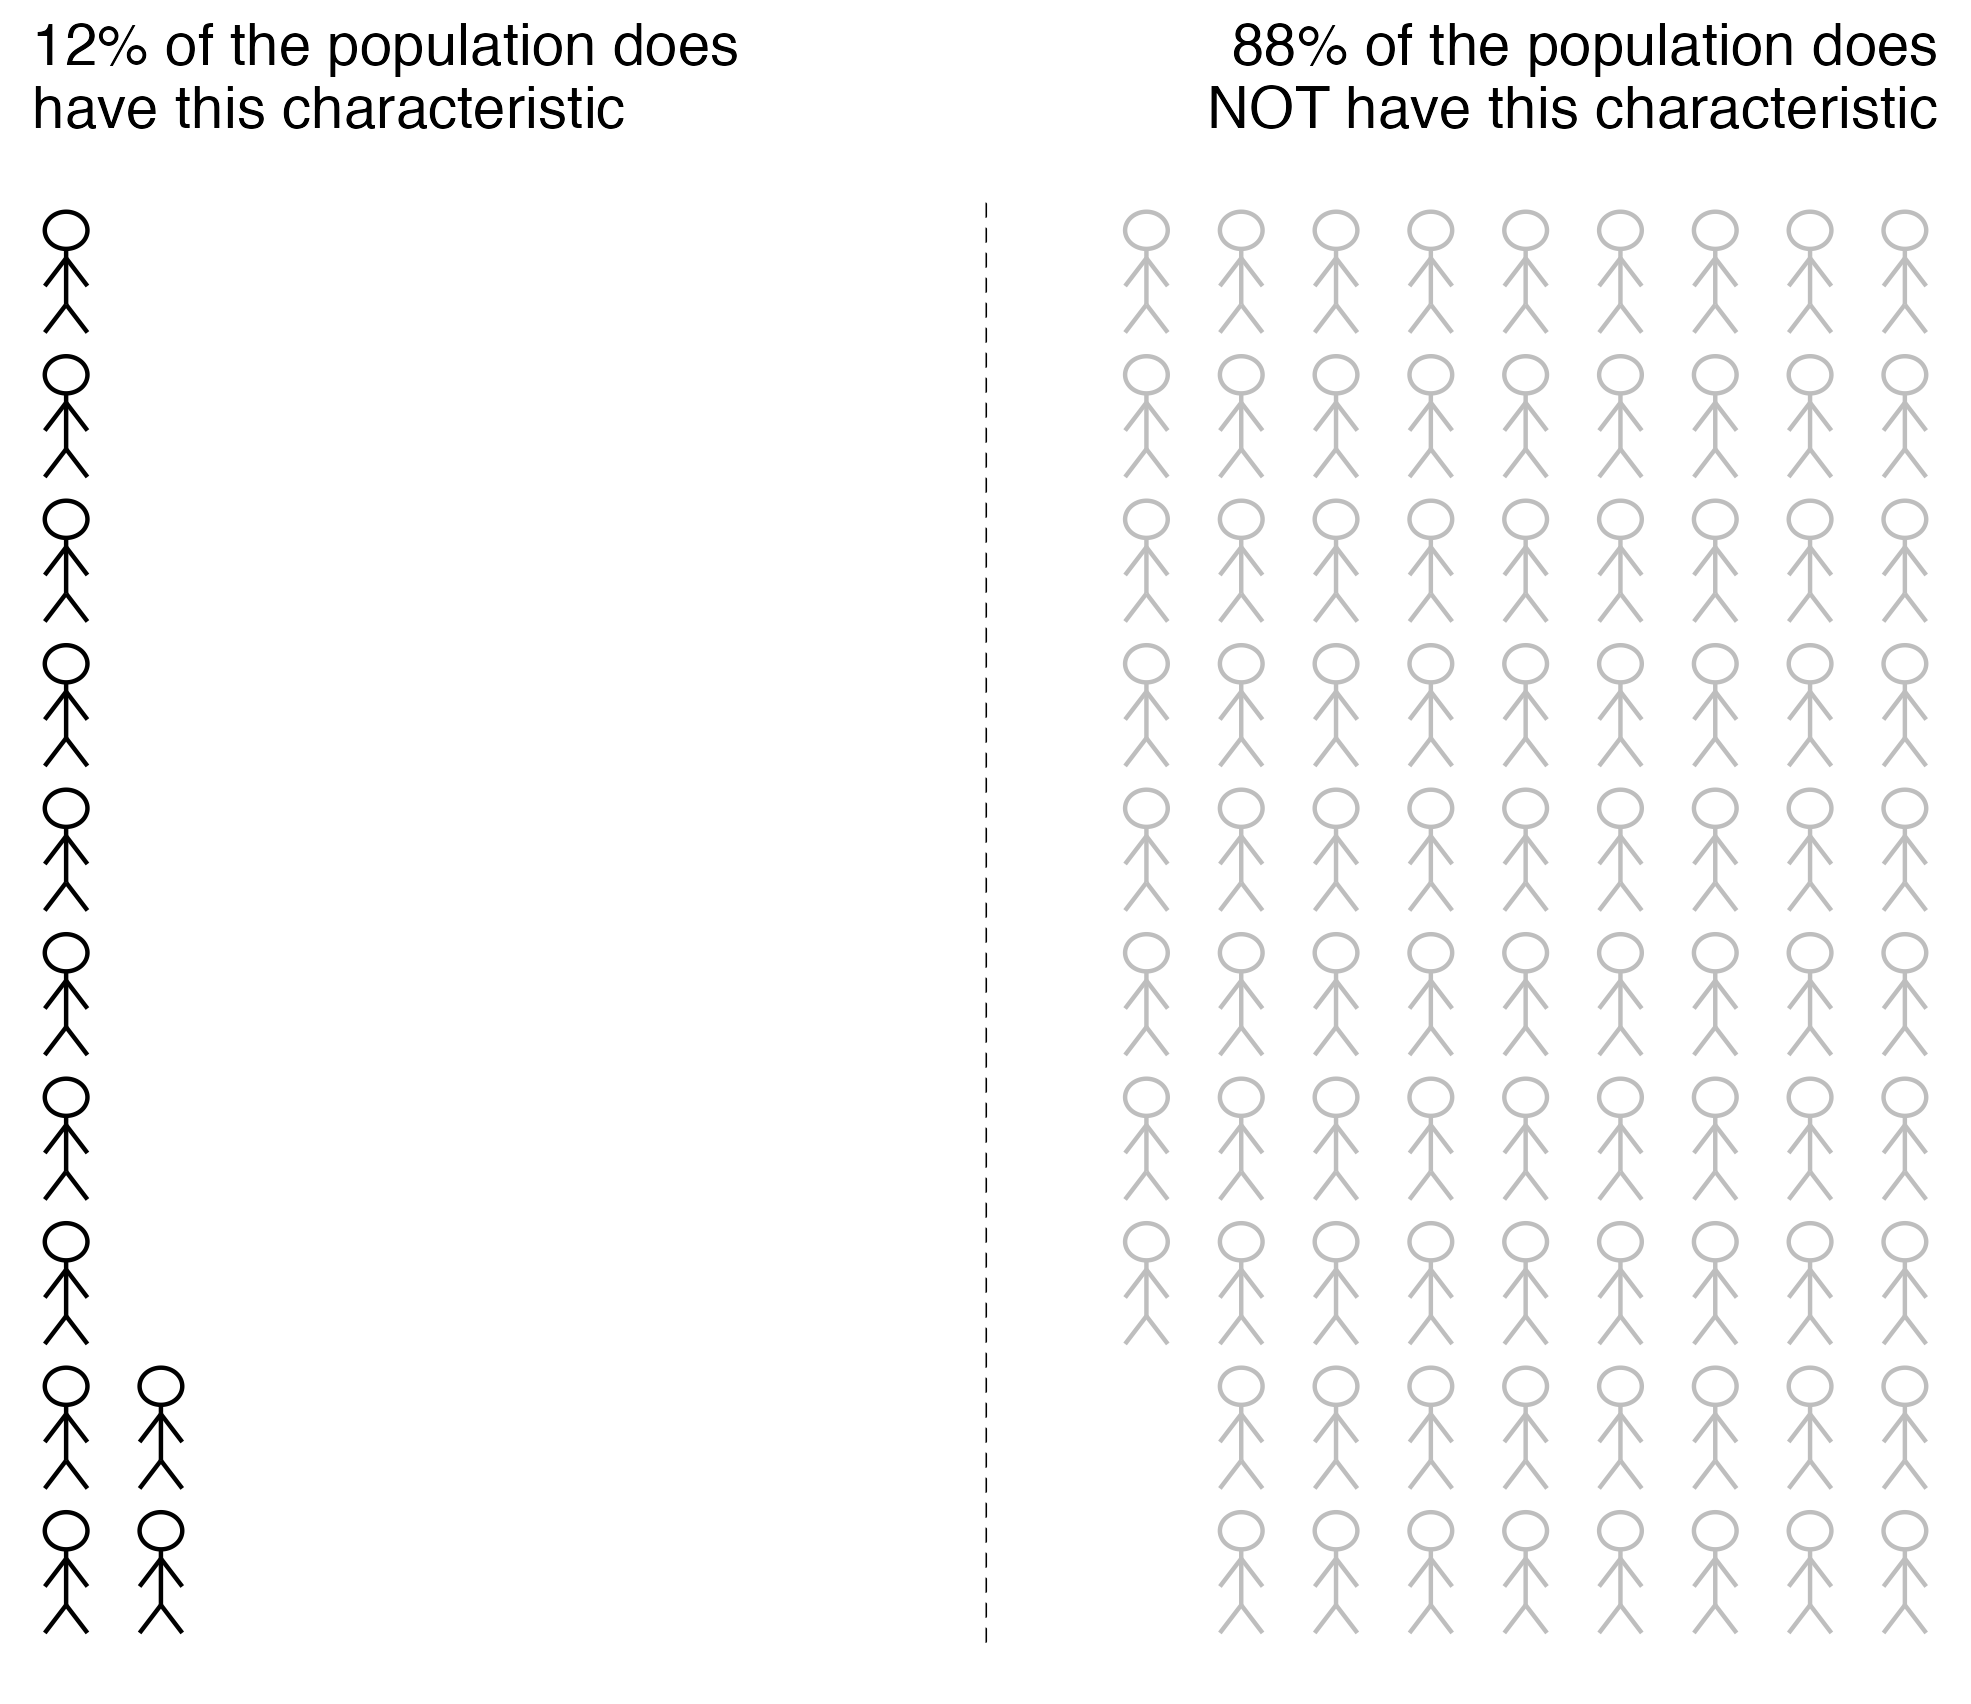 12% of the population does
have this characteristic
88% of the population does
NOT have this characteristic